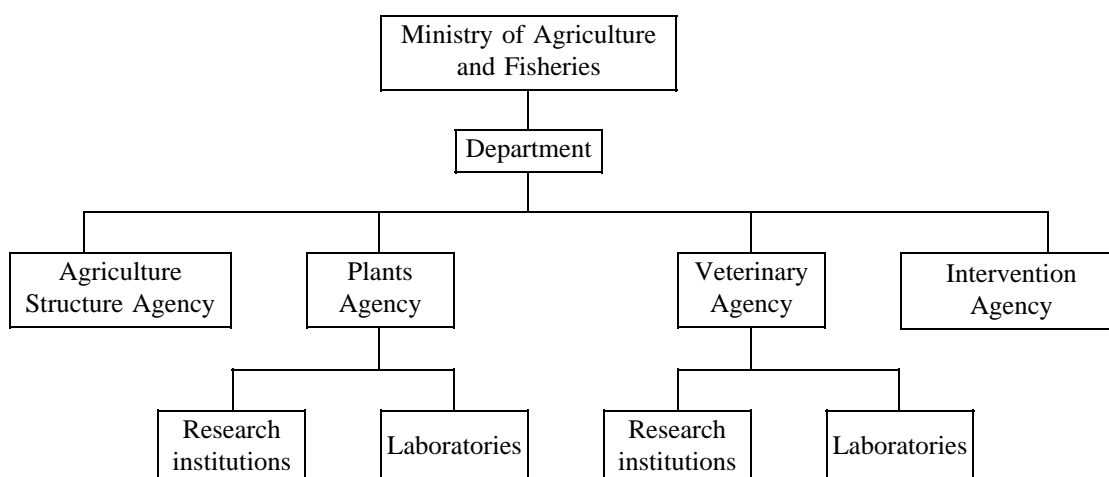 Ministry of Agriculture
and Fisheries
Department
Agriculture
Structure Agency
Plants
Agency
Veterinary
Agency
Intervention
Agency
Research
institutions
Laboratories
Research
institutions
Laboratories